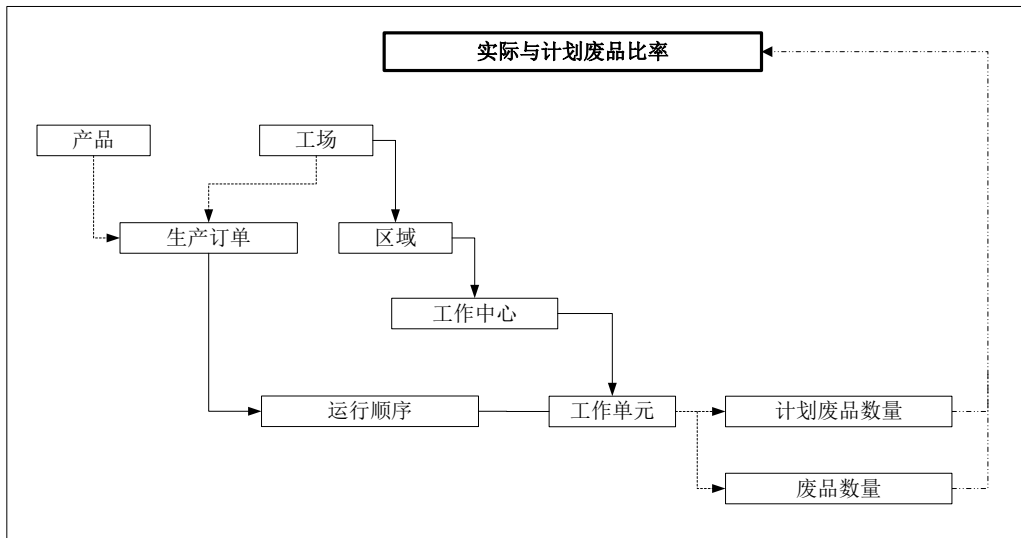 实际与计划废品比率
产品
工场
生产订单
区域
工作中心
运行顺序
工作单元
计划废品数量
废品数量